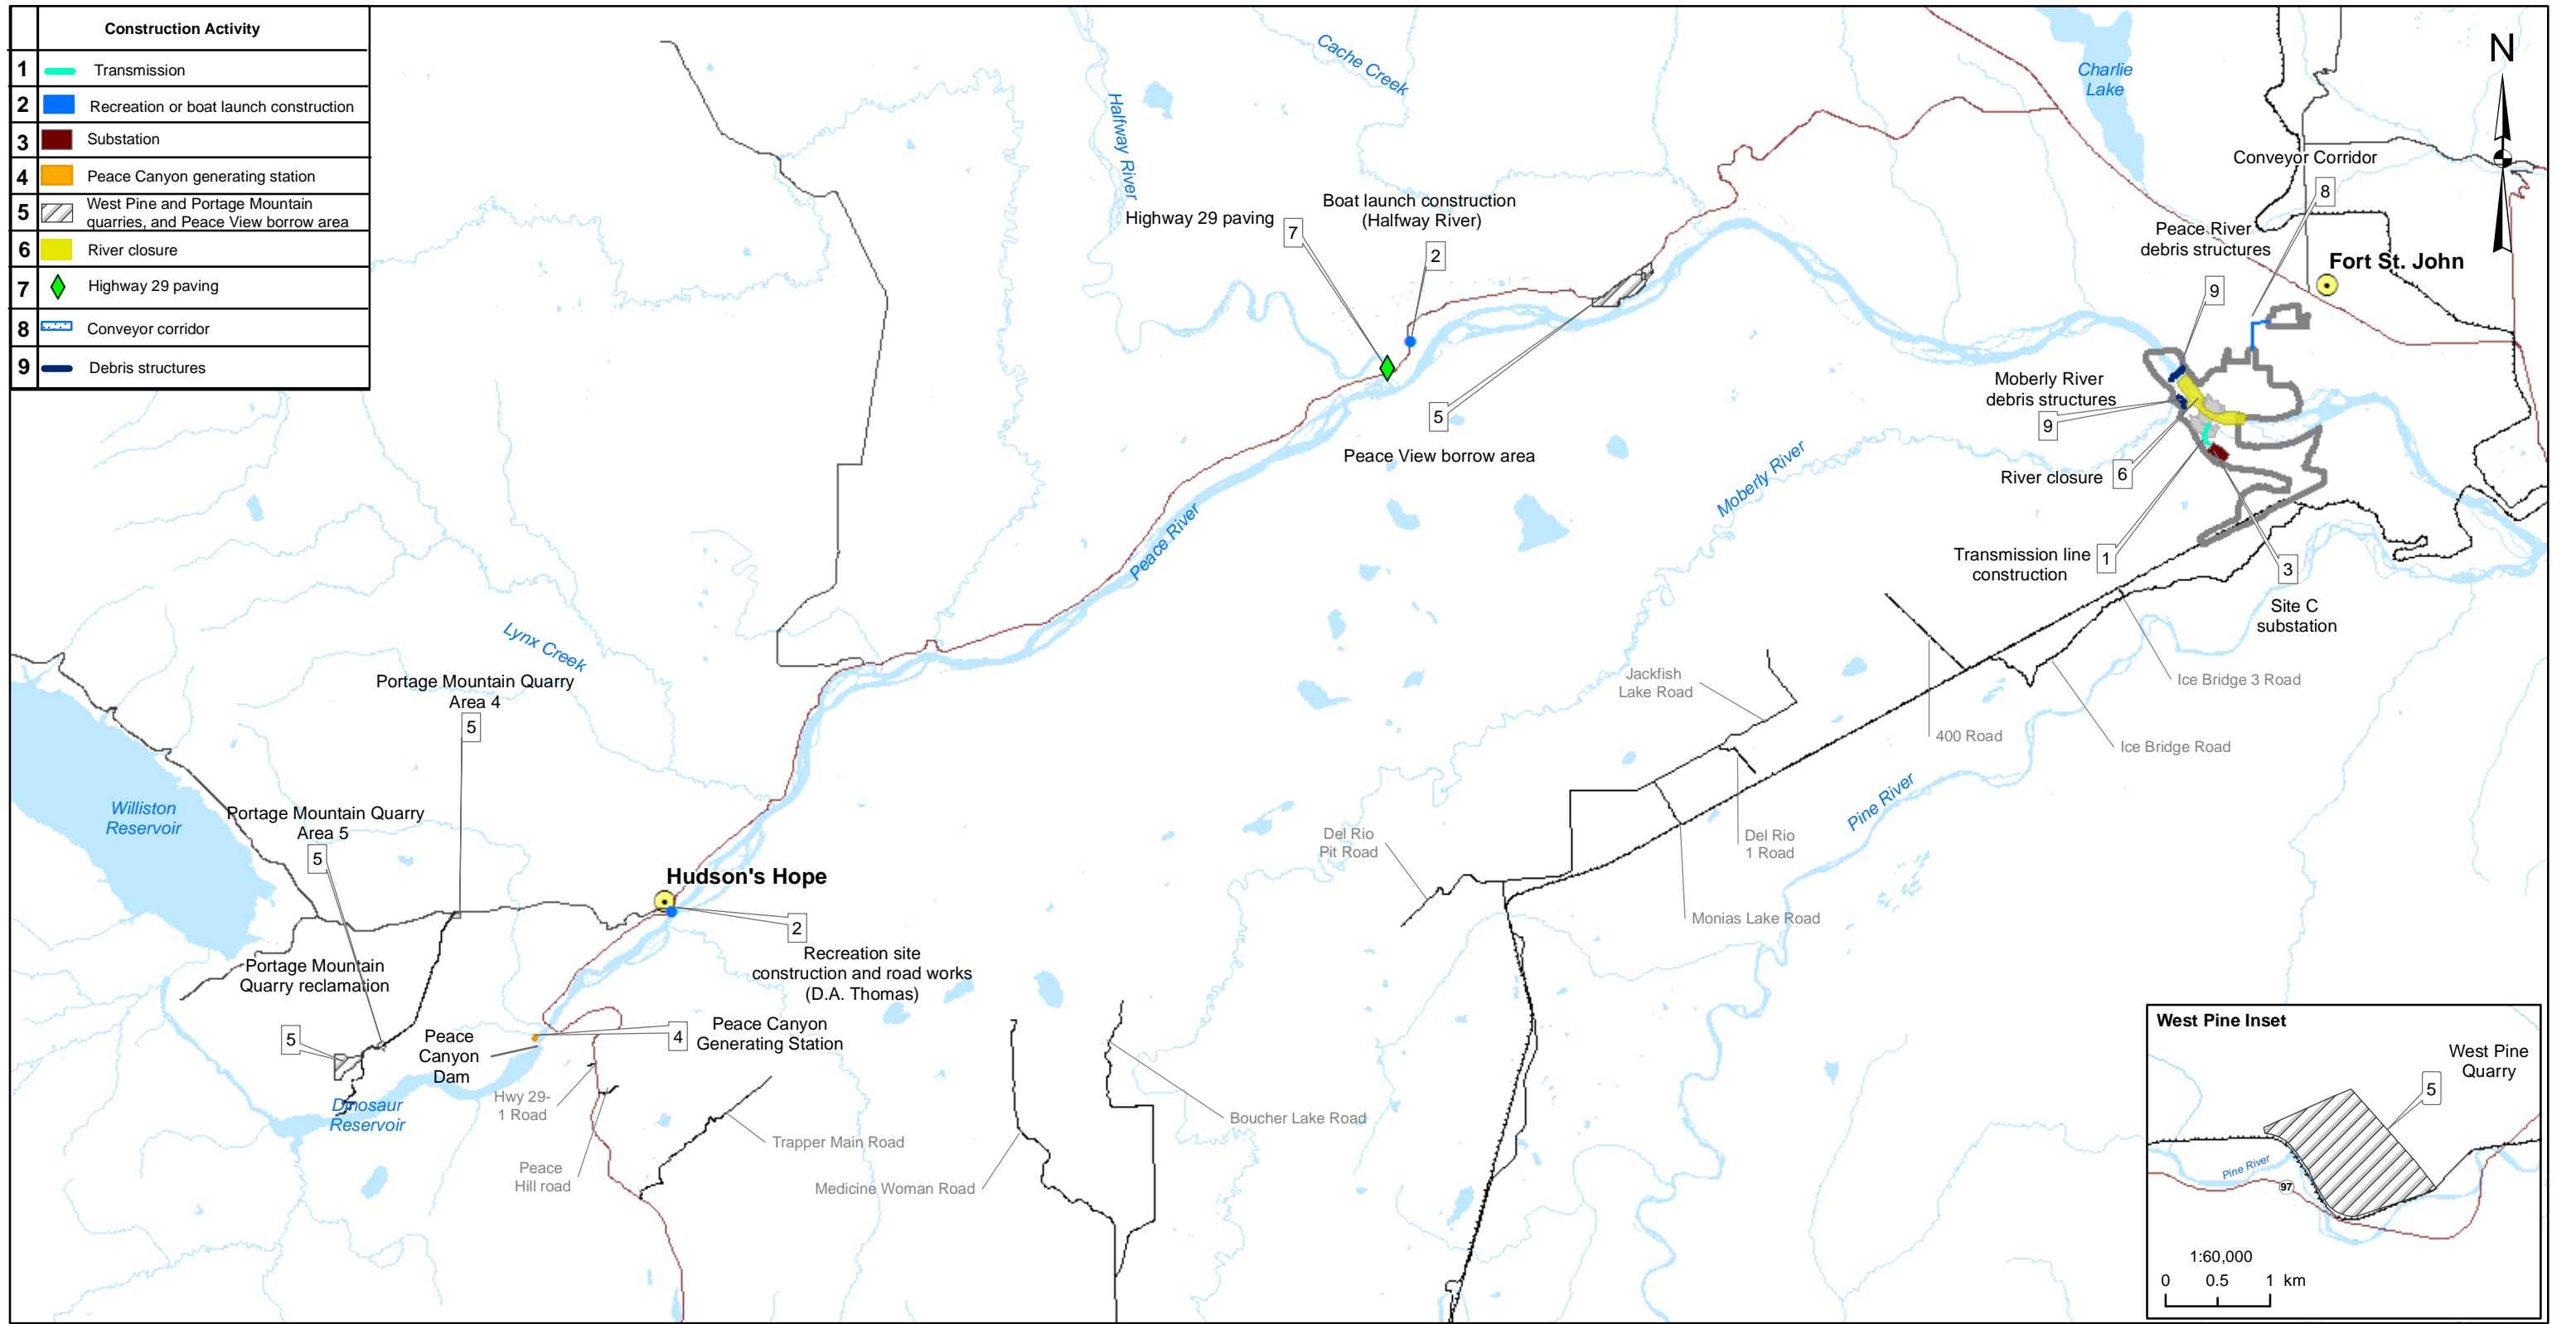 Construction Activity
1 Transmission
2 Recreation or boat launch construction
3 Substation
4 Peace Canyon generating station
5 West Pine and Portage Mountain
quarries, and Peace View borrow area
6 River closure
7 Highway 29 paving
8 Conveyor corridor
9 Debris structures
Cache Creek
Halfway River
Charlie
Lake
N
Conveyor Corridor
8
Boat launch construction
(Halfway River)
2
Highway 29 paving
7
Peace River
debris structures
9
Fort St. John
Moberly River
debris structures
9
5
Peace View borrow area
River closure
6
Moberly River
Peace River
Transmission line
construction
1
3
Site C
substation
Lynx Creek
Portage Mountain Quarry
Area 4
5
Jackfish
Lake Road
Ice Bridge 3 Road
400 Road
Ice Bridge Road
Williston
Reservoir
Portage Mountain Quarry
Area 5
5
Pine River
Del Rio
Pit Road
Del Rio
1 Road
Hudson's Hope
Monias Lake Road
2
Recreation site
construction and road works
(D.A. Thomas)
Portage Mountain
Quarry reclamation
5
Peace
Canyon
Dam
4
Peace Canyon
Generating Station
Dinosaur
Reservoir
Hwy 29-
1 Road
Peace
Hill road
Trapper Main Road
Medicine Woman Road
Boucher Lake Road
West Pine Inset
West Pine
Quarry
5
Pine River
97
1:60,000
0 0.5 1 km